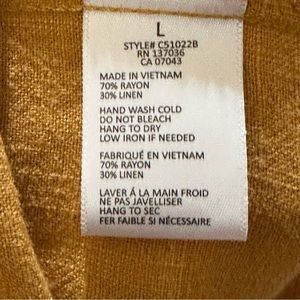 L
STYLE# C51022B
RN 137036
CA 07043
MADE IN VIETNAM
70% RAYON
30% LINEN
HAND WASH COLD
DO NOT BLEACH
HANG TO DRY
LOW IRON IF NEEDED
FABRIQUÉ EN VIETNAM
70% RAYON
30% LINEN
LAVER Á LA MAIN FROID
NE PAS JAVELLISER
HANG TO SEC
FER FAIBLE SI NÉCESSAIRE